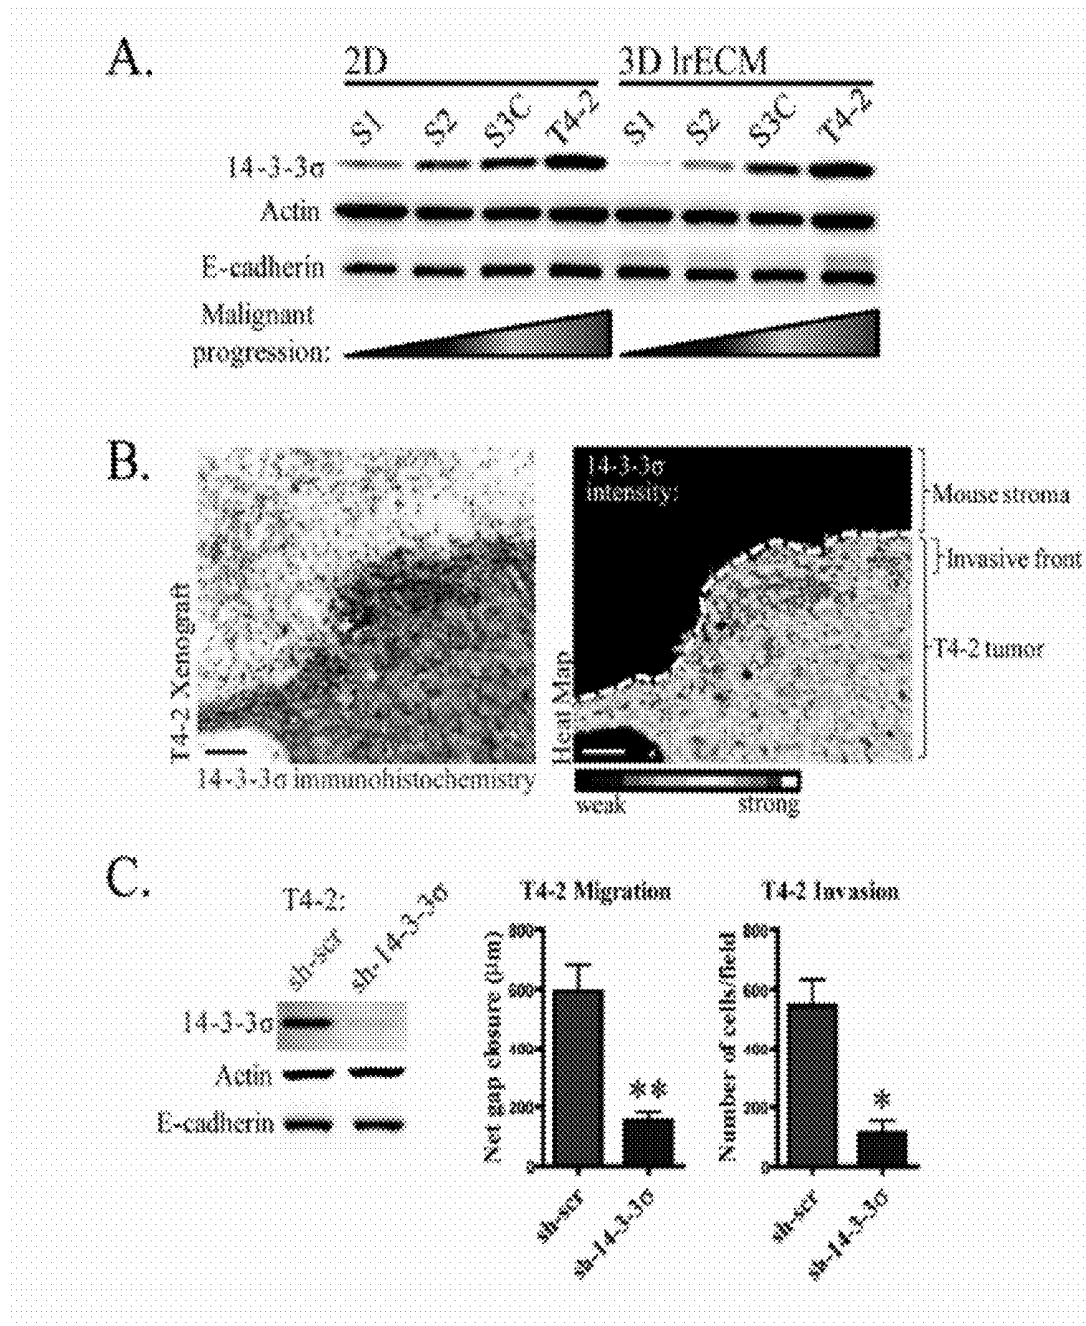 A.
2D 3D lrECM
S1 S2 S3C T4-2 S1 S2 S3C T4-2
14-3-3σ
Actin
E-cadherin
Malignant
progression:
B.
T4-2 Xenograft
14-3-3σ immunohistochemistry
14-3-3σ
intensity:
Heat Map
weak strong
Mouse stroma
Invasive front
T4-2 tumor
C.
T4-2:
sh-scr sh-14-3-3σ
14-3-3σ
Actin
E-cadherin
T4-2 Migration
Net gap closure (μm)
800
600
400
200
0
**
sh-scr sh-14-3-3σ
T4-2 Invasion
Number of cells/field
800
600
400
200
0
*
sh-scr sh-14-3-3σ